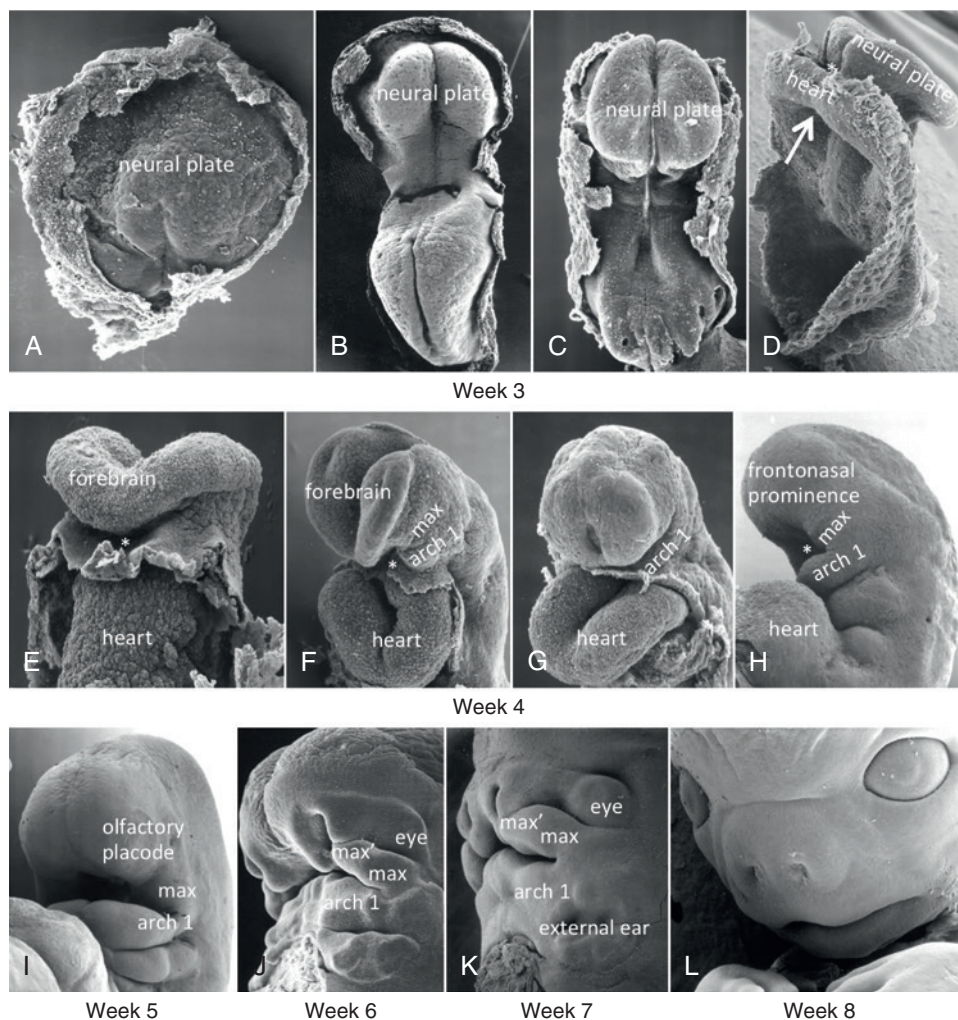 neural plate
A
neural plate
B
neural plate
C
neural plate
*
heart
D
Week 3
forebrain
*
heart
E
forebrain
max
arch 1
*
heart
F
arch 1
heart
G
frontonasal
prominence
max
*
arch 1
heart
H
Week 4
olfactory
placode
max
arch 1
I
eye
max’
max
arch 1
J
eye
max’
max
arch 1
external ear
K
L
Week 5
Week 6
Week 7
Week 8